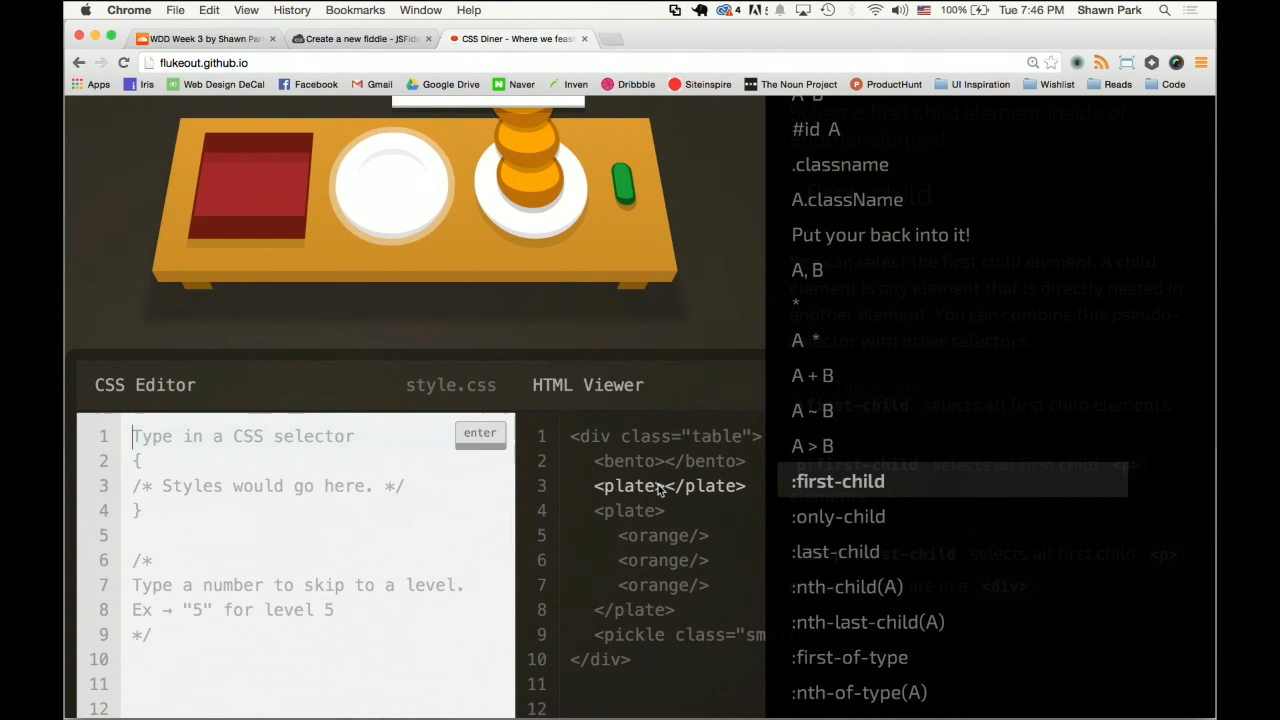 Chrome File Edit View History Bookmarks Window Help 4 5 100% Tue 7:46 PM Shawn Park
WDD Week 3 by Shawn Par × Create a new fiddle - JSFidd × CSS Diner - Where we feast ×
flukeout.github.io
Apps Iris Web Design DeCal Facebook Gmail Google Drive Naver Inven Dribbble Siteinspire The Noun Project ProductHunt UI Inspiration Wishlist Reads Code
A B
#id A
.classname
A.className
Put your back into it!
A, B
*
A *
A + B
A ~ B
A > B
:first-child
:only-child
:last-child
:nth-child(A)
:nth-last-child(A)
:first-of-type
:nth-of-type(A)
CSS Editor style.css
1 Type in a CSS selector enter
2 {
3 /* Styles would go here. */
4 }
5
6 /*
7 Type a number to skip to a level.
8 Ex → "5" for level 5
9 */
10
11
12
HTML Viewer
1 <div class="table">
2 <bento></bento>
3 <plate></plate>
4 <plate>
5 <orange/>
6 <orange/>
7 <orange/>
8 </plate>
9 <pickle class="sm
10 </div>
11
12